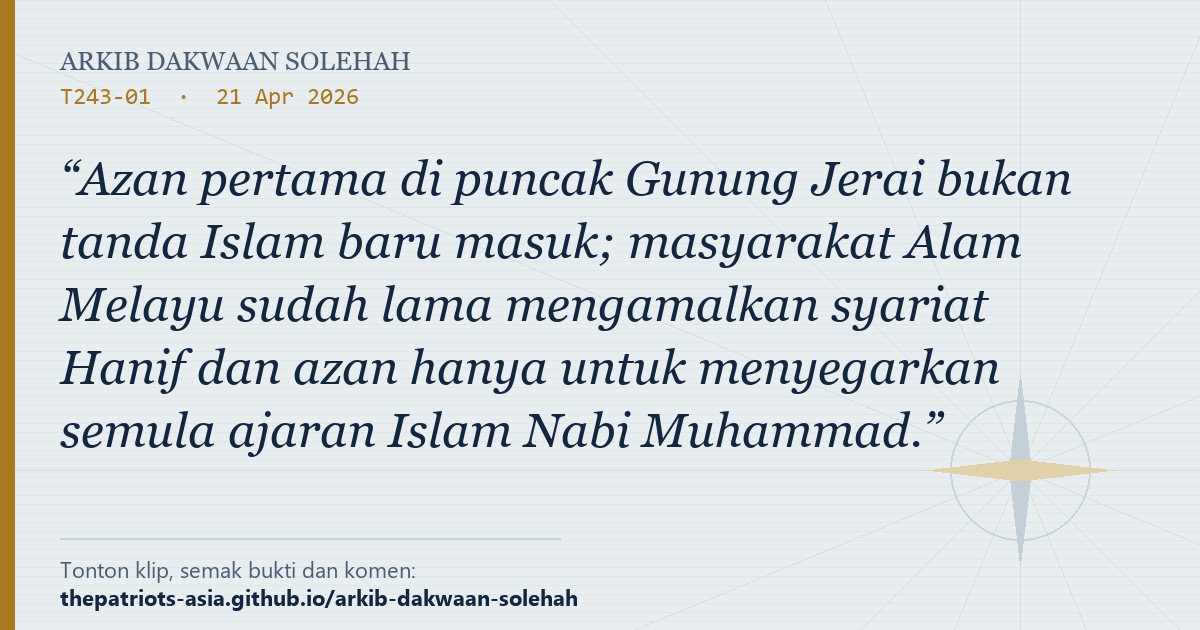 ARKIB DAKWAAN SOLEHAH
T243-01 · 21 Apr 2026
“Azan pertama di puncak Gunung Jerai bukan
tanda Islam baru masuk; masyarakat Alam
Melayu sudah lama mengamalkan syariat
Hanif dan azan hanya untuk menyegarkan
semula ajaran Islam Nabi Muhammad.”
Tonton klip, semak bukti dan komen:
thepatriots-asia.github.io/arkib-dakwaan-solehah